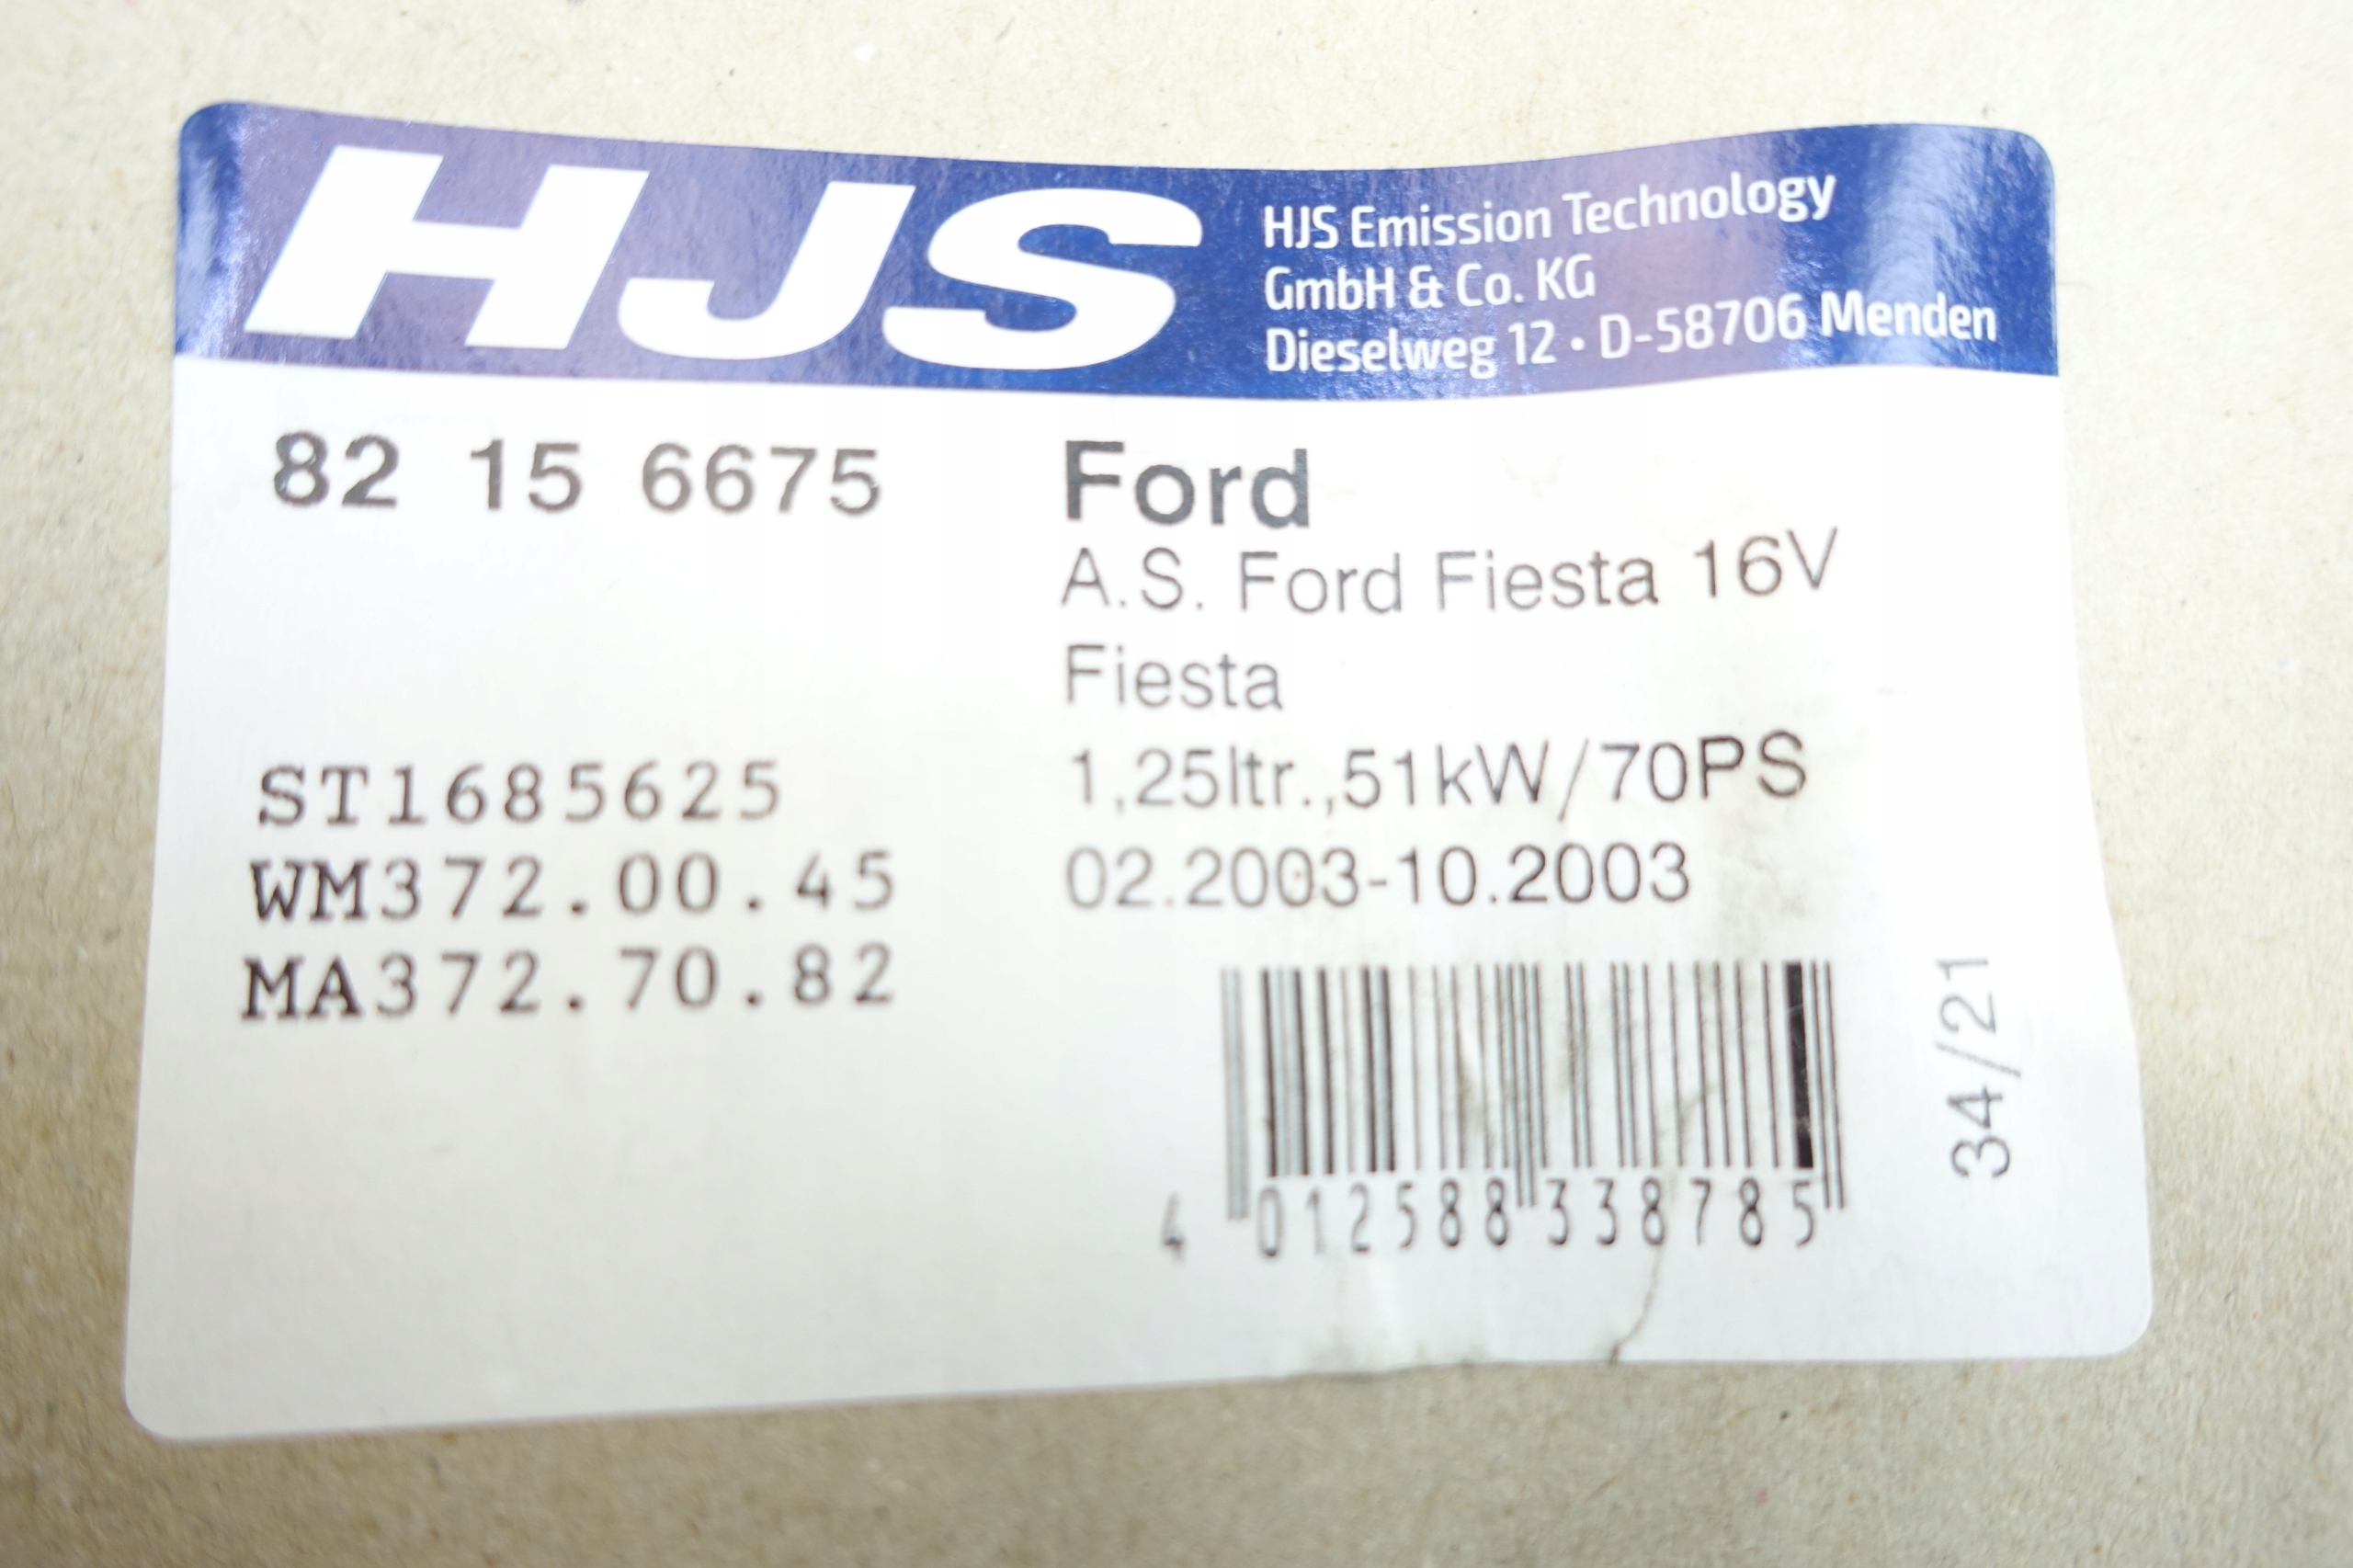 HJS
HJS Emission Technology
GmbH & Co. KG
Dieselweg 12 • D-58706 Menden
82 15 6675
Ford
A.S. Ford Fiesta 16V
Fiesta
1,25ltr.,51kW/70PS
02.2003-10.2003
ST1685625
WM372.00.45
MA372.70.82
4 012588 338785
34/21